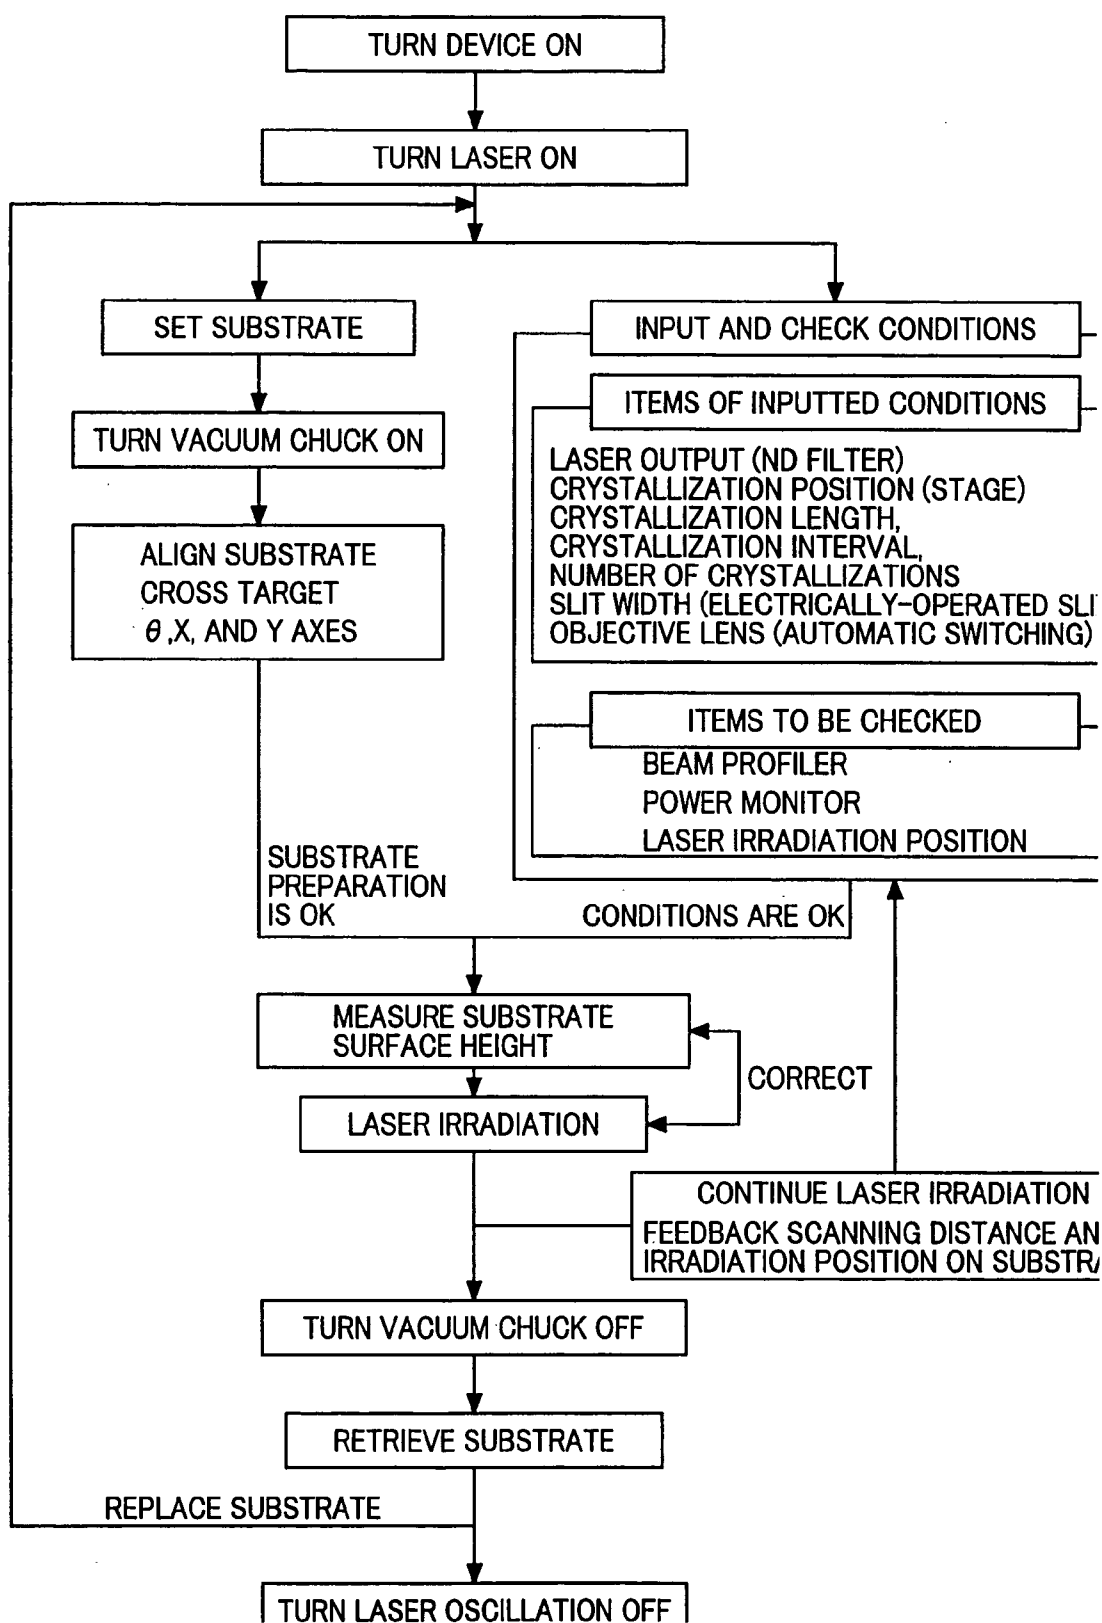 TURN DEVICE ON
TURN LASER ON
SET SUBSTRATE
TURN VACUUM CHUCK ON
ALIGN SUBSTRATE
CROSS TARGET
θ,X, AND Y AXES
INPUT AND CHECK CONDITIONS
ITEMS OF INPUTTED CONDITIONS
LASER OUTPUT (ND FILTER)
CRYSTALLIZATION POSITION (STAGE)
CRYSTALLIZATION LENGTH,
CRYSTALLIZATION INTERVAL,
NUMBER OF CRYSTALLIZATIONS
SLIT WIDTH (ELECTRICALLY-OPERATED
OBJECTIVE LENS (AUTOMATIC SWITCHING)
ITEMS TO BE CHECKED
BEAM PROFILER
POWER MONITOR
LASER IRRADIATION POSITION
SUBSTRATE
PREPARATION
IS OK
CONDITIONS ARE OK
MEASURE SUBSTRATE
SURFACE HEIGHT
CORRECT
LASER IRRADIATION
CONTINUE LASER IRRADIATION
FEEDBACK SCANNING DISTANCE
IRRADIATION POSITION ON
TURN VACUUM CHUCK OFF
RETRIEVE SUBSTRATE
REPLACE SUBSTRATE
TURN LASER OSCILLATION OFF